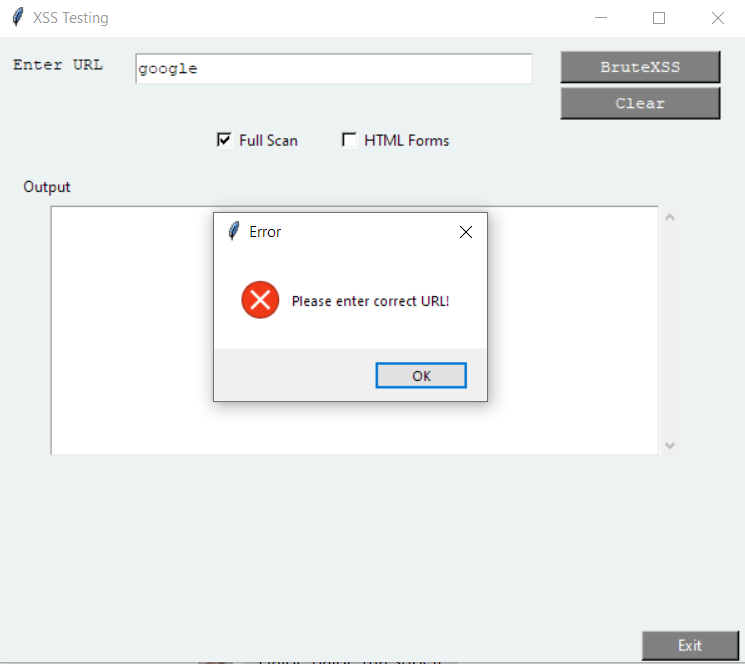 XSS Testing
Enter URL
google
BruteXSS
Clear
Full Scan
HTML Forms
Output
Error
Please enter correct URL!
OK
Exit